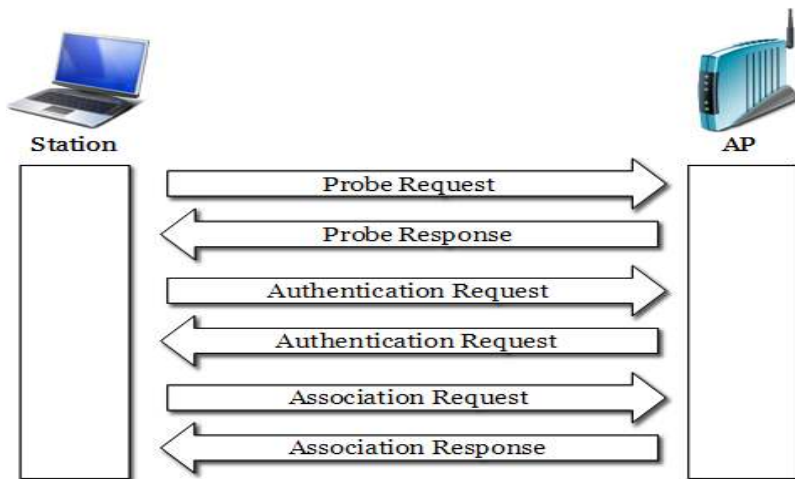 Station
AP
Probe Request
Probe Response
Authentication Request
Authentication Request
Association Request
Association Response